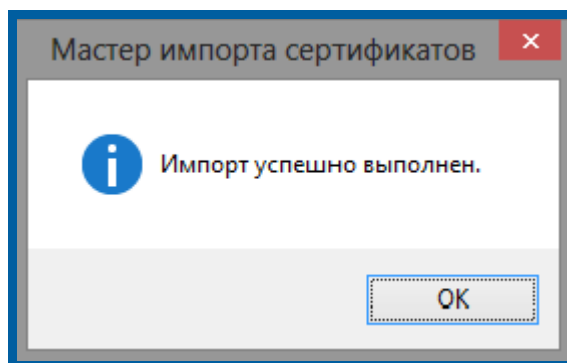 Мастер импорта сертификатов
Импорт успешно выполнен.
OK